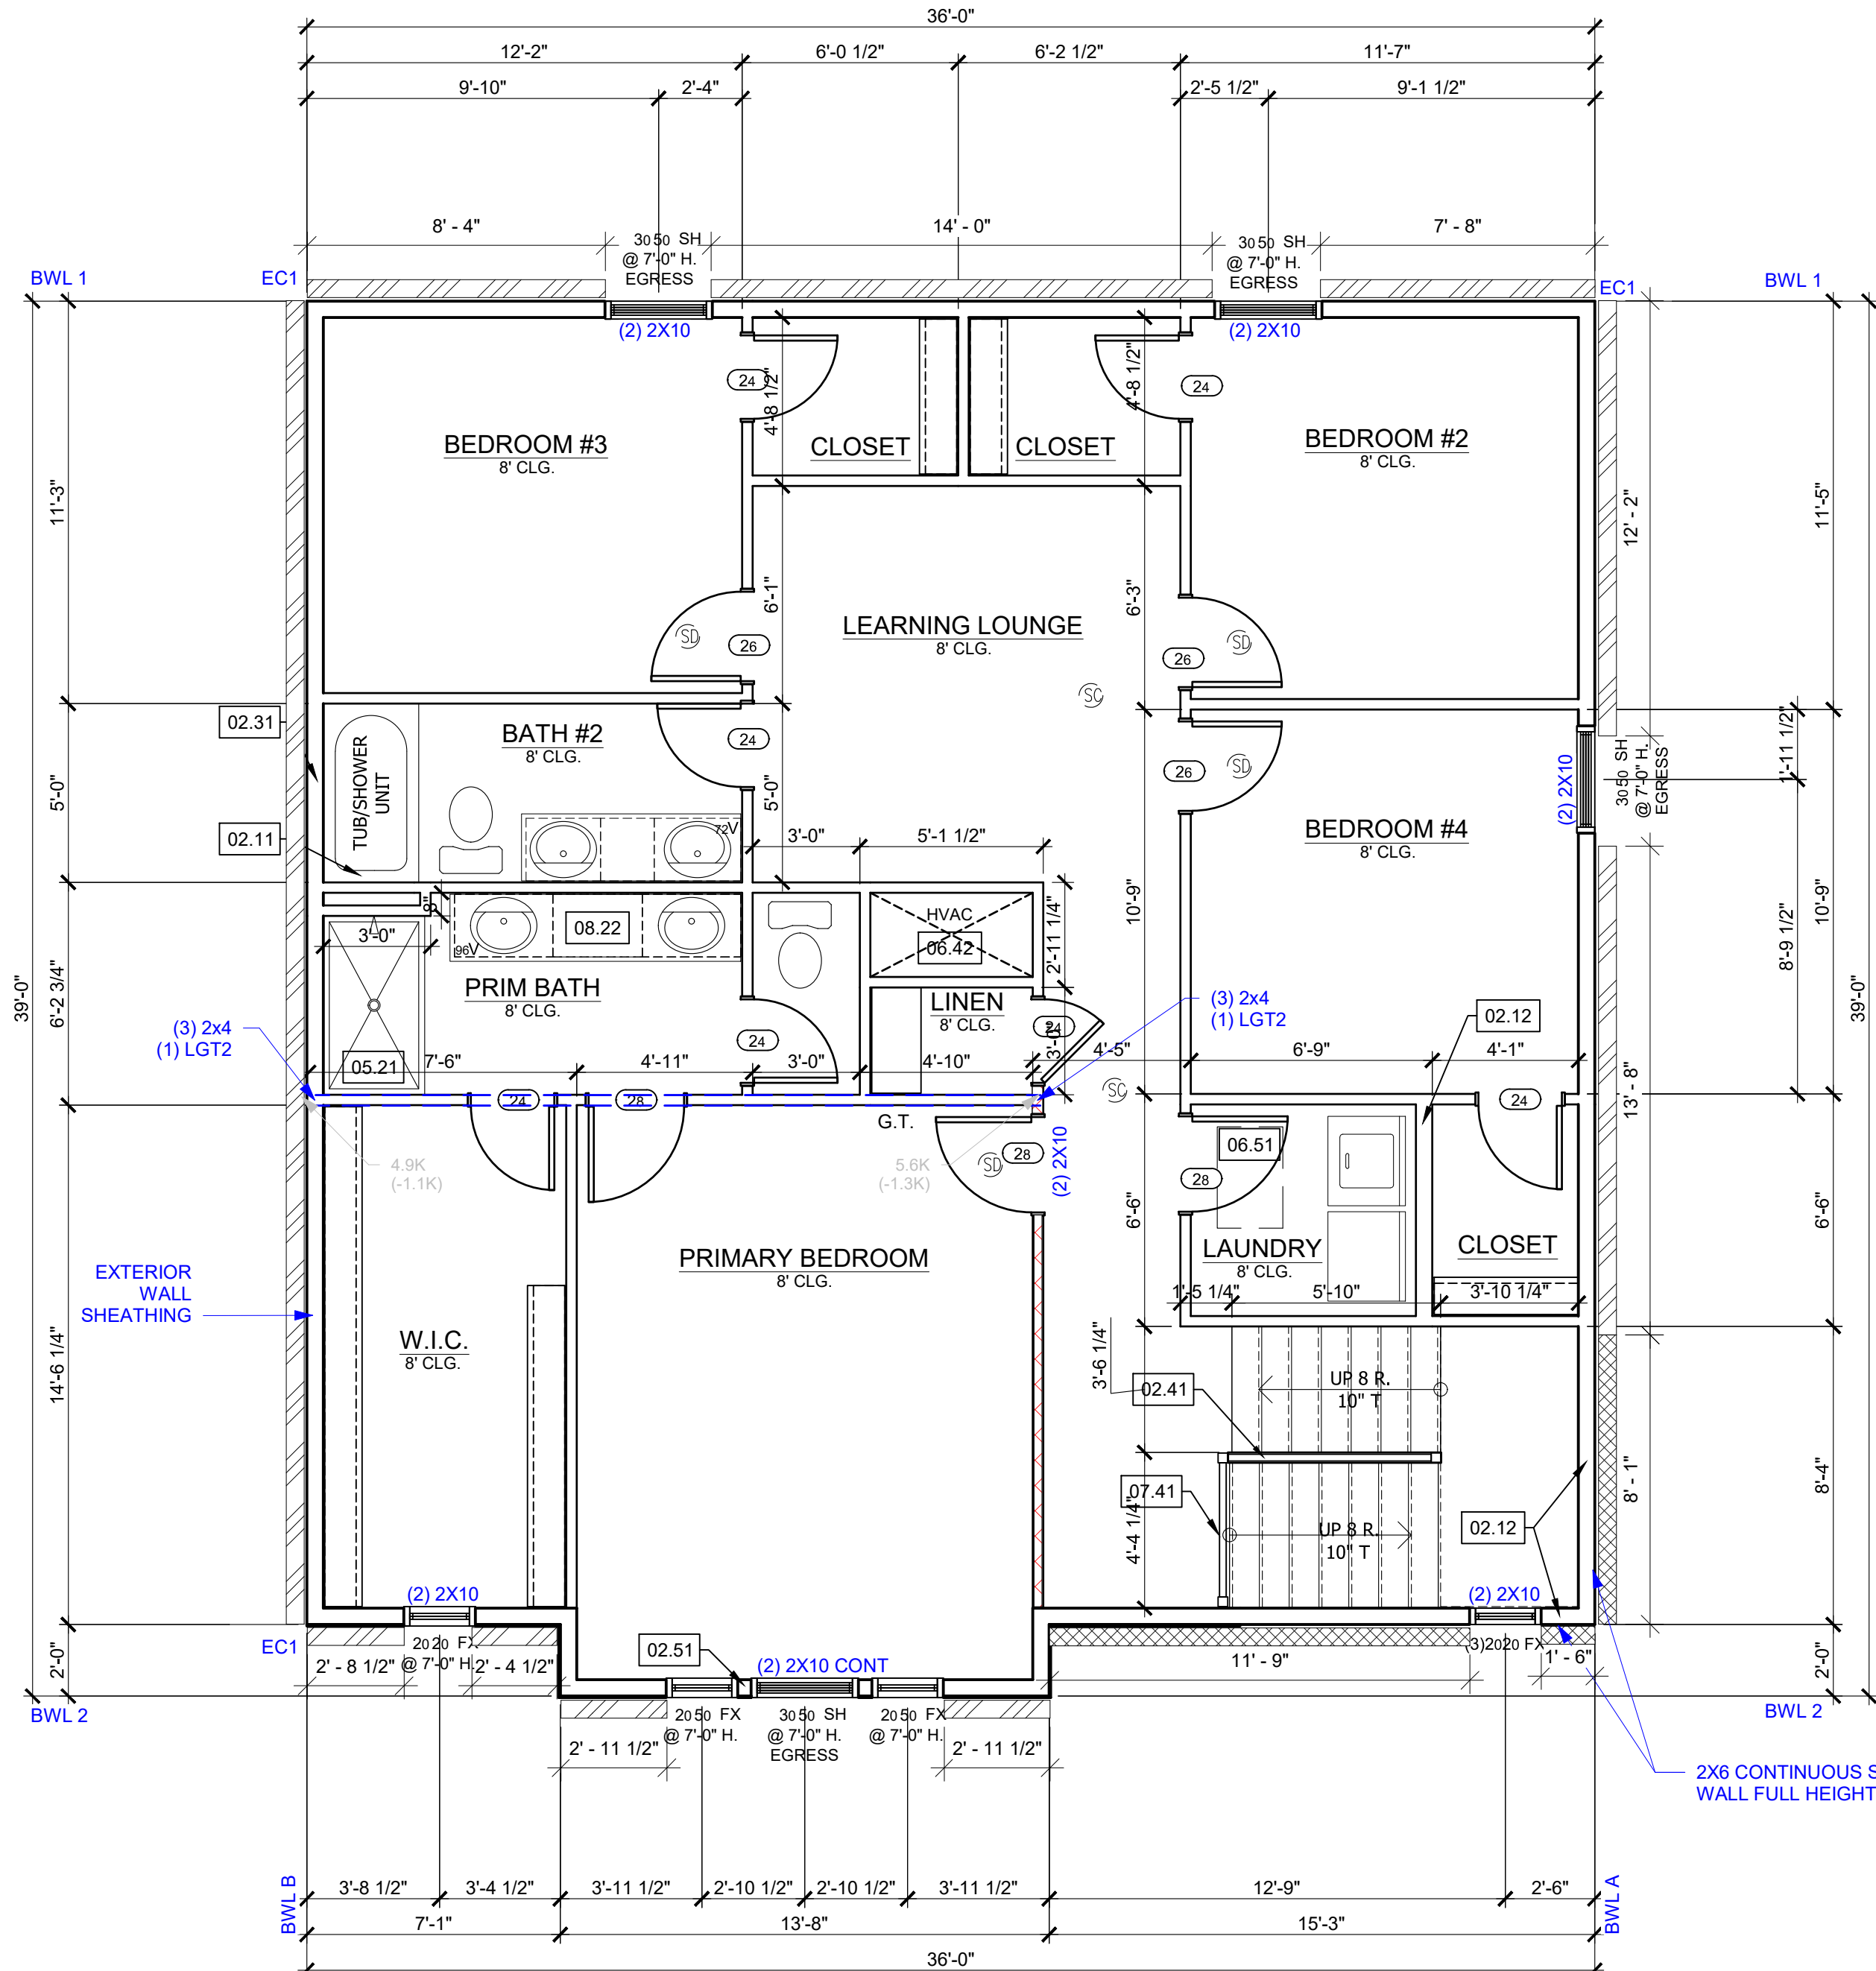 36'-0"
12'-2"
6'-0 1/2"
6'-2 1/2"
11'-7"
9'-10"
2'-4"
2'-5 1/2"
9'-1 1/2"
8' - 4"
14' - 0"
7' - 8"
3050 SH
@ 7'-0" H.
EGRESS
3050 SH
@ 7'-0" H.
EGRESS
BWL 1
EC1
EC1
BWL 1
(2) 2X10
(2) 2X10
24
4'-8 1/2"
4'-8 1/2"
24
BEDROOM #3
8' CLG.
CLOSET
CLOSET
BEDROOM #2
8' CLG.
11'-3"
12' - 2"
11'-5"
6'-1"
6'-3"
LEARNING LOUNGE
8' CLG.
SD
26
26
SD
SC
02.31
TUB/SHOWER
UNIT
BATH #2
8' CLG.
24
26
SD
(2) 2X10
3050 SH
@ 7'-0" H.
EGRESS
1'-11 1/2"
5'-0"
5'-0"
02.11
72V
3'-0"
5'-1 1/2"
BEDROOM #4
8' CLG.
10'-9"
8'-9 1/2"
10'-9"
8"
3'-0"
96V
08.22
HVAC
06.42
2'-11 1/4"
39'-0"
6'-2 3/4"
PRIM BATH
8' CLG.
LINEN
8' CLG.
(3) 2x4
(1) LGT2
(3) 2x4
(1) LGT2
02.12
39'-0"
24
24
3'-0"
05.21
7'-6"
4'-11"
3'-0"
4'-10"
4'-5"
6'-9"
4'-1"
SC
24
28
24
13' - 8"
G.T.
4.9K
(-1.1K)
5.6K
(-1.3K)
SD
28
(2) 2X10
28
06.51
6'-6"
6'-6"
PRIMARY BEDROOM
8' CLG.
LAUNDRY
8' CLG.
CLOSET
EXTERIOR
WALL
SHEATHING
1'-5 1/4"
5'-10"
3'-10 1/4"
W.I.C.
8' CLG.
14'-6 1/4"
3'-6 1/4"
02.41
UP 8 R.
10" T
8' - 1"
8'-4"
07.41
4'-4 1/4"
UP 8 R.
10" T
02.12
(2) 2X10
(2) 2X10
EC1
2020 FX
@ 7'-0" H.
2' - 8 1/2"
2' - 4 1/2"
02.51
(2) 2X10 CONT
(3)2020 FX
11' - 9"
1' - 6"
2'-0"
2'-0"
BWL 2
BWL 2
2050 FX
@ 7'-0" H.
3050 SH
@ 7'-0" H.
EGRESS
2050 FX
@ 7'-0" H.
2' - 11 1/2"
2' - 11 1/2"
2X6 CONTINUOUS S
WALL FULL HEIGHT
BWL B
3'-8 1/2"
3'-4 1/2"
3'-11 1/2"
2'-10 1/2"
2'-10 1/2"
3'-11 1/2"
12'-9"
2'-6"
BWL A
7'-1"
13'-8"
15'-3"
36'-0"